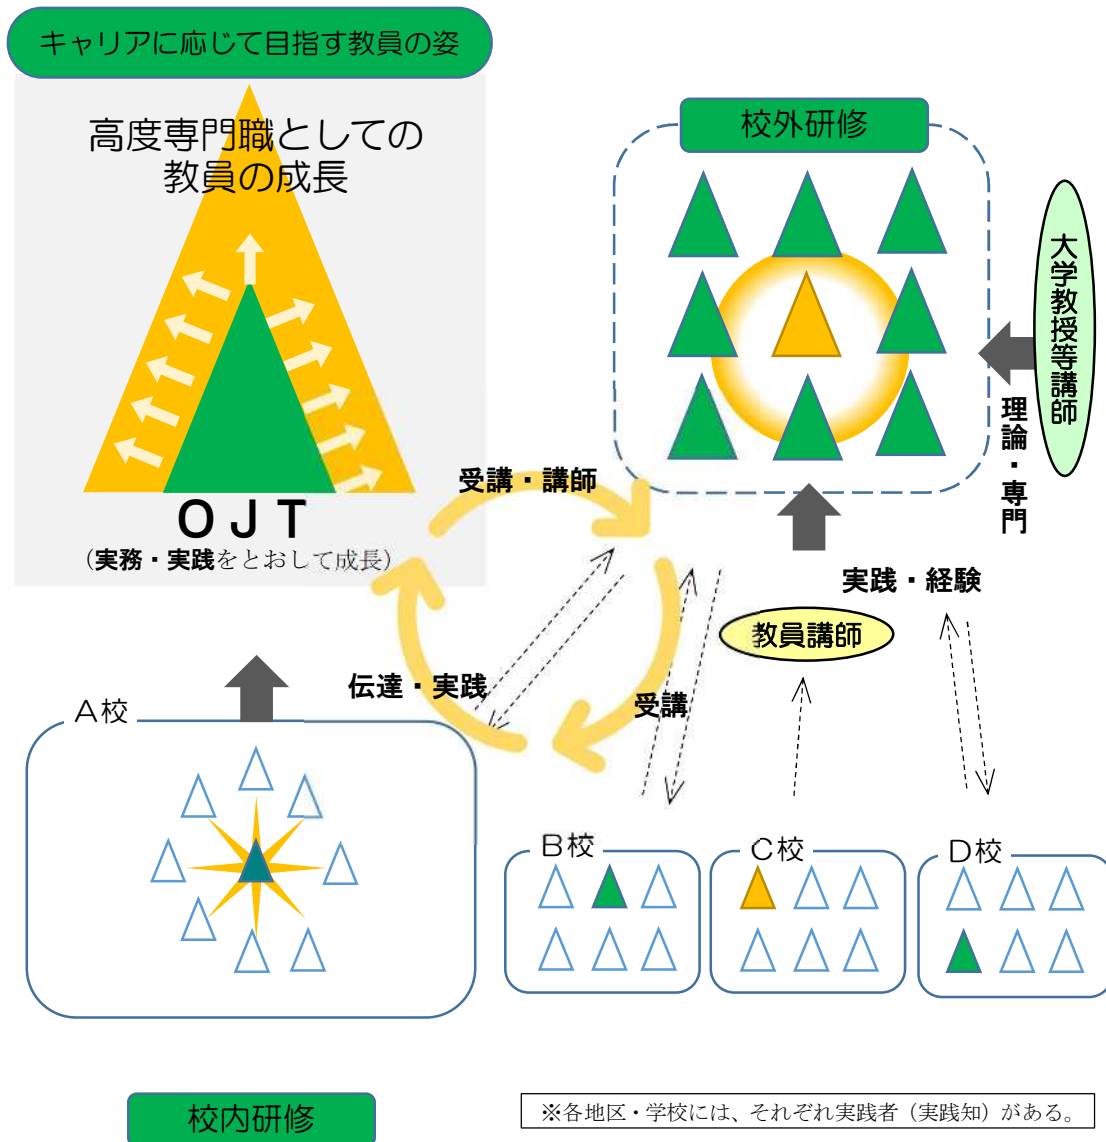 キャリアに応じて目指す教員の姿
高度専門職としての
教員の成長
ＯＪＴ
（実務・実践をとおして成長）
校外研修
大学教授等講師
理論・専門
受講・講師
実践・経験
教員講師
伝達・実践
受講
Ａ校
Ｂ校
Ｃ校
Ｄ校
校内研修
※各地区・学校には、それぞれ実践者（実践知）がある。